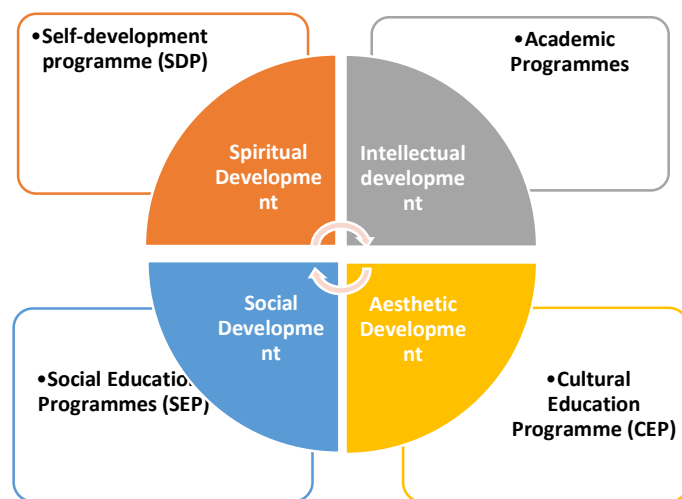 •Self-development
programme (SDP)
•Academic
Programmes
Spiritual
Developme
nt
Intellectual
developme
nt
Social
Developme
nt
Aesthetic
Developme
nt
•Social Education
Programmes (SEP)
•Cultural
Education
Programme (CEP)